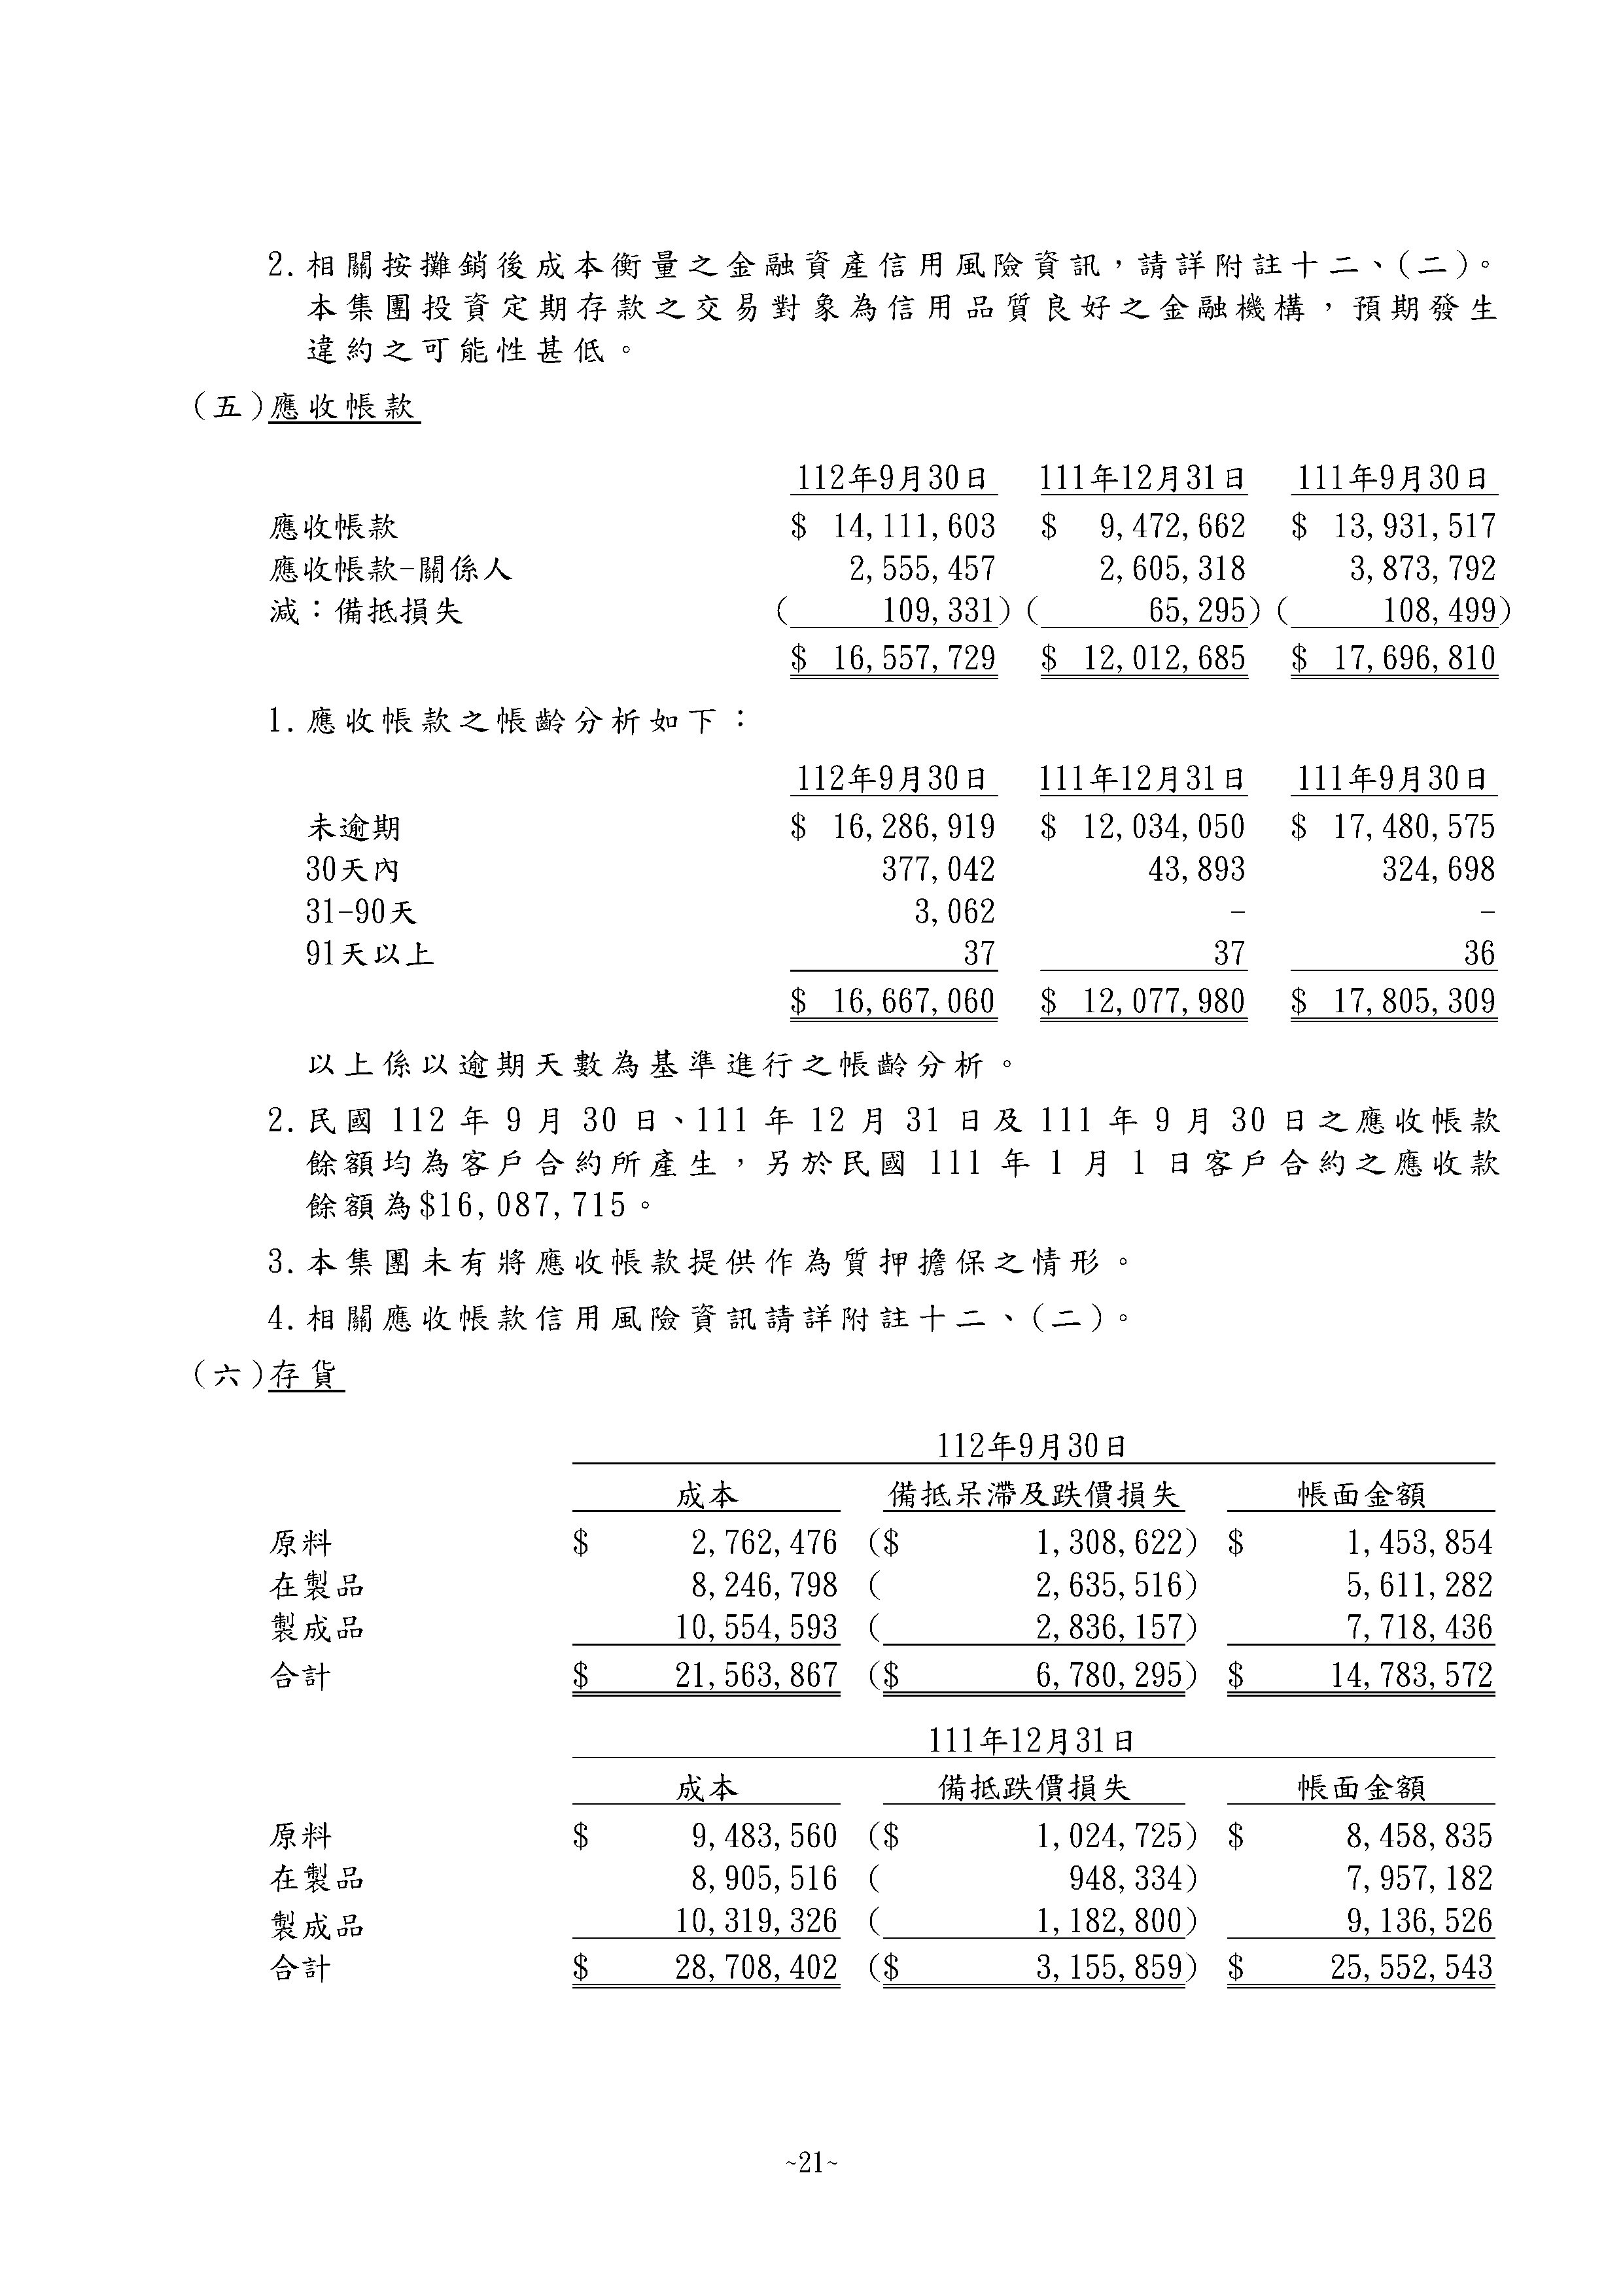 2.相關按攤銷後成本衡量之金融資產信用風險資訊，請詳附註十二、(二)。
本集團投資定期存款之交易對象為信用品質良好之金融機構，預期發生
違約之可能性甚低。
(五)應收帳款
112年9月30日 111年12月31日 111年9月30日
應收帳款 $ 14,111,603 $ 9,472,662 $ 13,931,517
應收帳款-關係人 2,555,457 2,605,318 3,873,792
減：備抵損失 ( 109,331) ( 65,295) ( 108,499)
$ 16,557,729 $ 12,012,685 $ 17,696,810
1.應收帳款之帳齡分析如下：
112年9月30日 111年12月31日 111年9月30日
未逾期 $ 16,286,919 $ 12,034,050 $ 17,480,575
30天內 377,042 43,893 324,698
31-90天 3,062 - -
91天以上 37 37 36
$ 16,667,060 $ 12,077,980 $ 17,805,309
以上係以逾期天數為基準進行之帳齡分析。
2.民國 112 年 9 月 30 日、111 年 12 月 31 日及 111 年 9 月 30 日之應收帳款
餘額均為客戶合約所產生，另於民國 111 年 1 月 1 日客戶合約之應收款
餘額為$16,087,715。
3.本集團未有將應收帳款提供作為質押擔保之情形。
4.相關應收帳款信用風險資訊請詳附註十二、(二)。
(六)存貨
112年9月30日
成本 備抵呆滯及跌價損失 帳面金額
原料 $ 2,762,476 ($ 1,308,622) $ 1,453,854
在製品 8,246,798 ( 2,635,516) 5,611,282
製成品 10,554,593 ( 2,836,157) 7,718,436
合計 $ 21,563,867 ($ 6,780,295) $ 14,783,572
111年12月31日
成本 備抵跌價損失 帳面金額
原料 $ 9,483,560 ($ 1,024,725) $ 8,458,835
在製品 8,905,516 ( 948,334) 7,957,182
製成品 10,319,326 ( 1,182,800) 9,136,526
合計 $ 28,708,402 ($ 3,155,859) $ 25,552,543
~21~